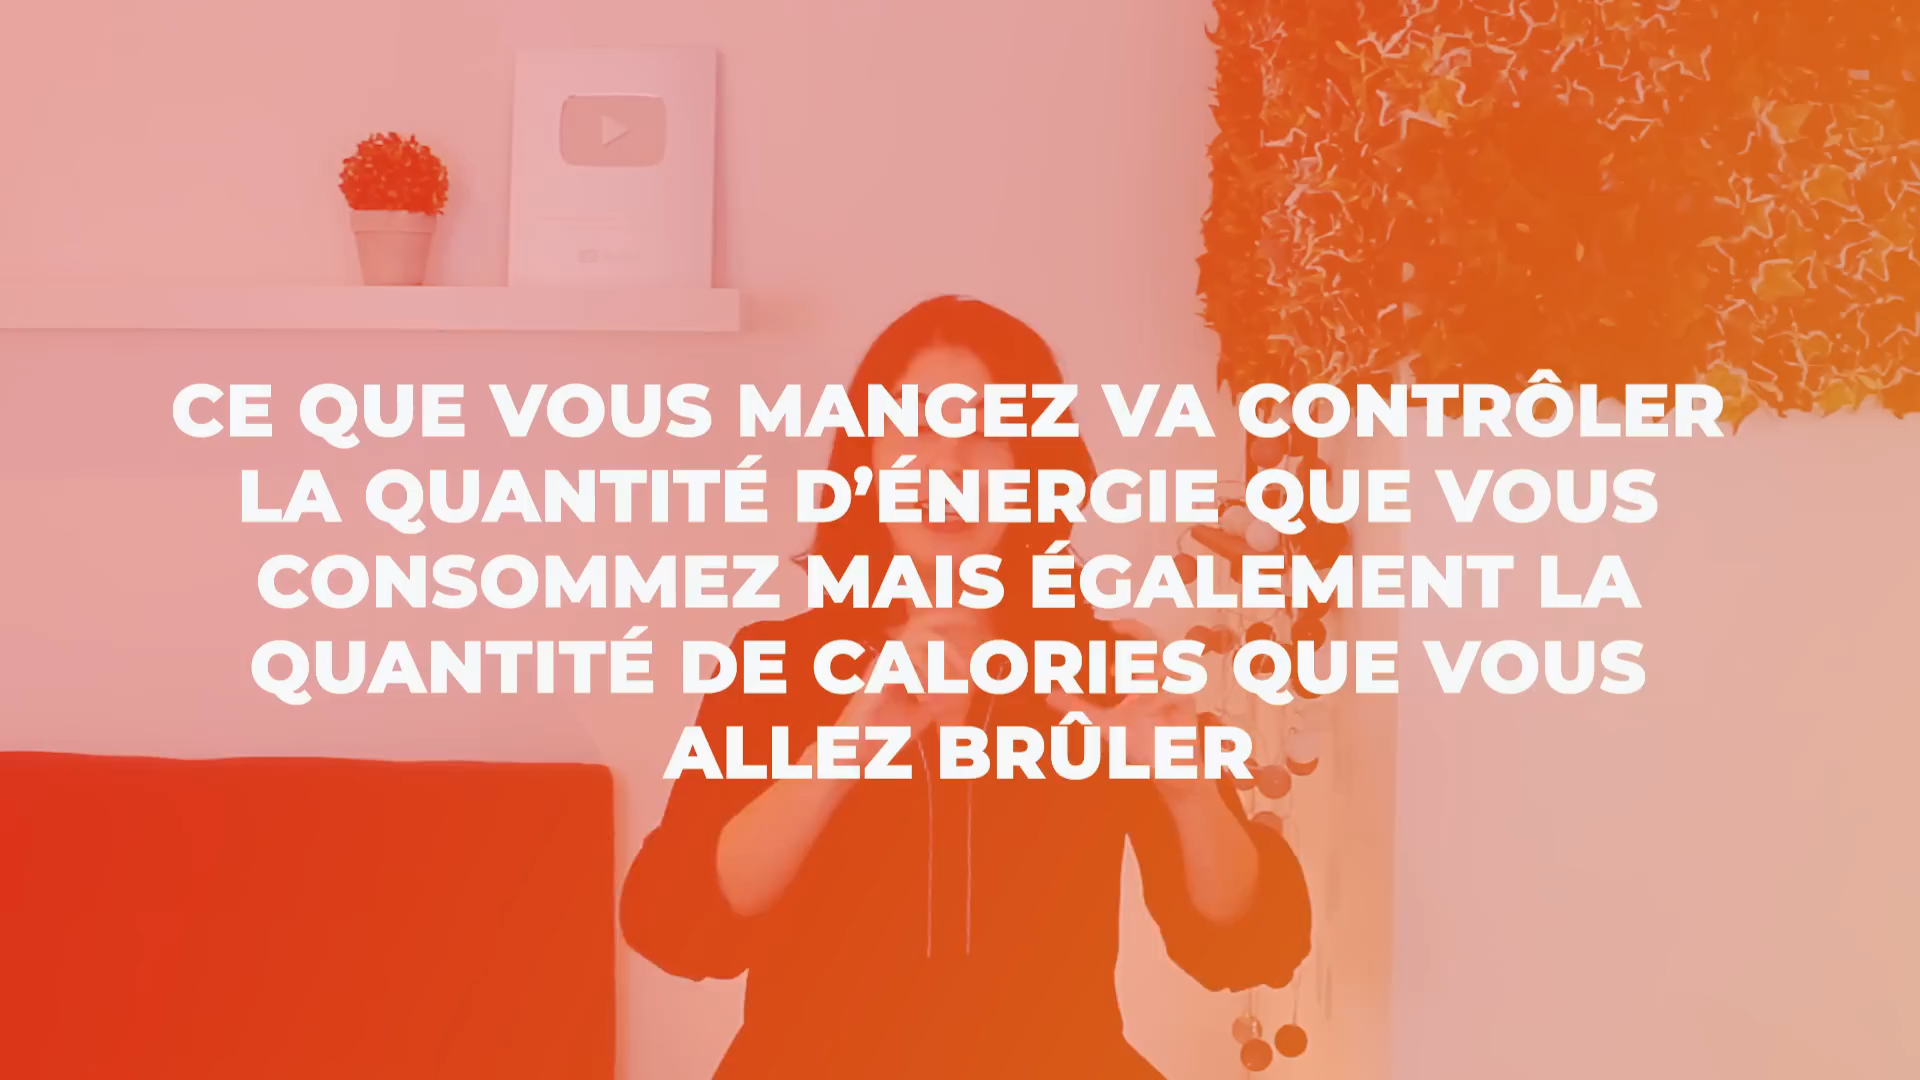 CE QUE VOUS MANGEZ VA CONTRÔLER
LA QUANTITÉ D’ÉNERGIE QUE VOUS
CONSOMMEZ MAIS ÉGALEMENT LA
QUANTITÉ DE CALORIES QUE VOUS
ALLEZ BRÛLER